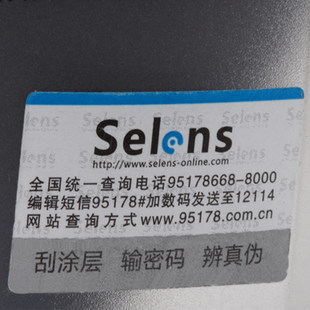 Selens
http://www.selens-online.com
全国统一查询电话95178668-8000
编辑短信95178#加数码发送至12114
网站查询方式www.95178.com.cn
刮涂层 输密码 辨真伪